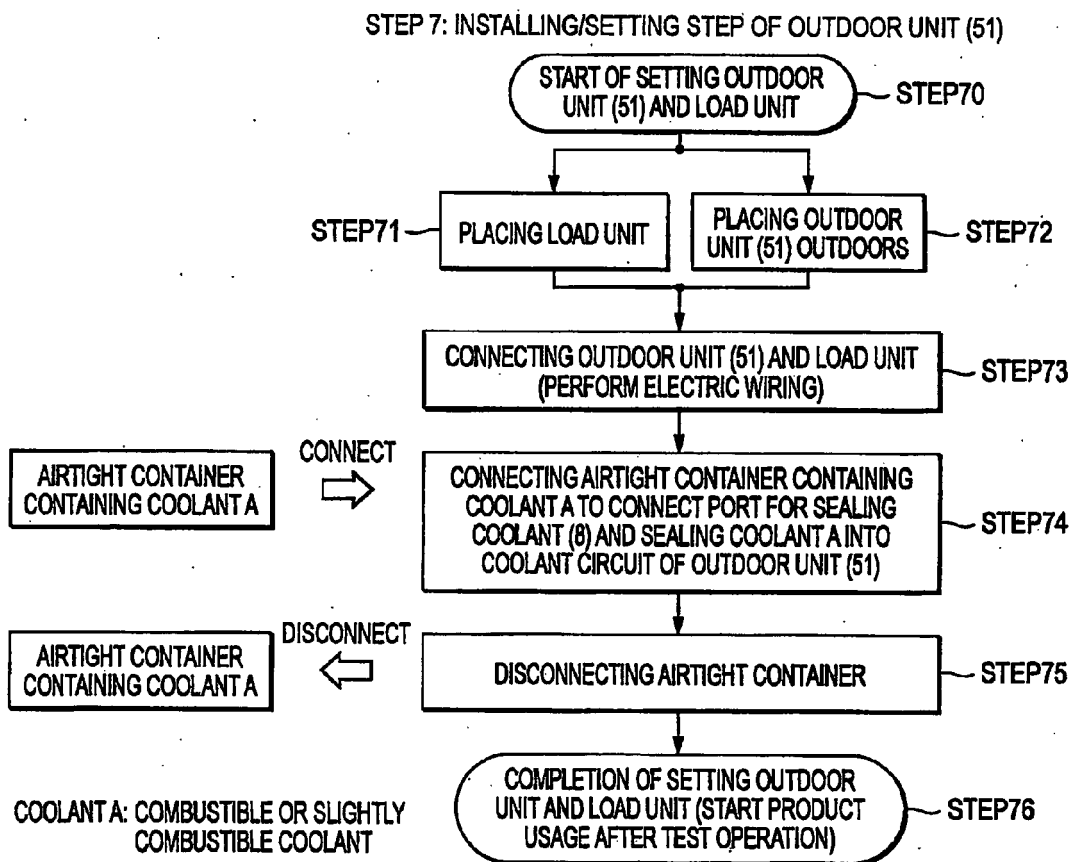 STEP 7: INSTALLING/SETTING STEP OF OUTDOOR UNIT (51)
START OF SETTING OUTDOOR
UNIT (51) AND LOAD UNIT
STEP70
STEP71
PLACING LOAD UNIT
PLACING OUTDOOR
UNIT (51) OUTDOORS
STEP72
CONNECTING OUTDOOR UNIT (51) AND LOAD UNIT
(PERFORM ELECTRIC WIRING)
STEP73
AIRTIGHT CONTAINER
CONTAINING COOLANT A
CONNECT
CONNECTING AIRTIGHT CONTAINER CONTAINING
COOLANT A TO CONNECT PORT FOR SEALING
COOLANT (8) AND SEALING COOLANT A INTO
COOLANT CIRCUIT OF OUTDOOR UNIT (51)
STEP74
AIRTIGHT CONTAINER
CONTAINING COOLANT A
DISCONNECT
DISCONNECTING AIRTIGHT CONTAINER
STEP75
COMPLETION OF SETTING OUTDOOR
UNIT AND LOAD UNIT (START PRODUCT
USAGE AFTER TEST OPERATION)
STEP76
COOLANT A: COMBUSTIBLE OR SLIGHTLY
COMBUSTIBLE COOLANT